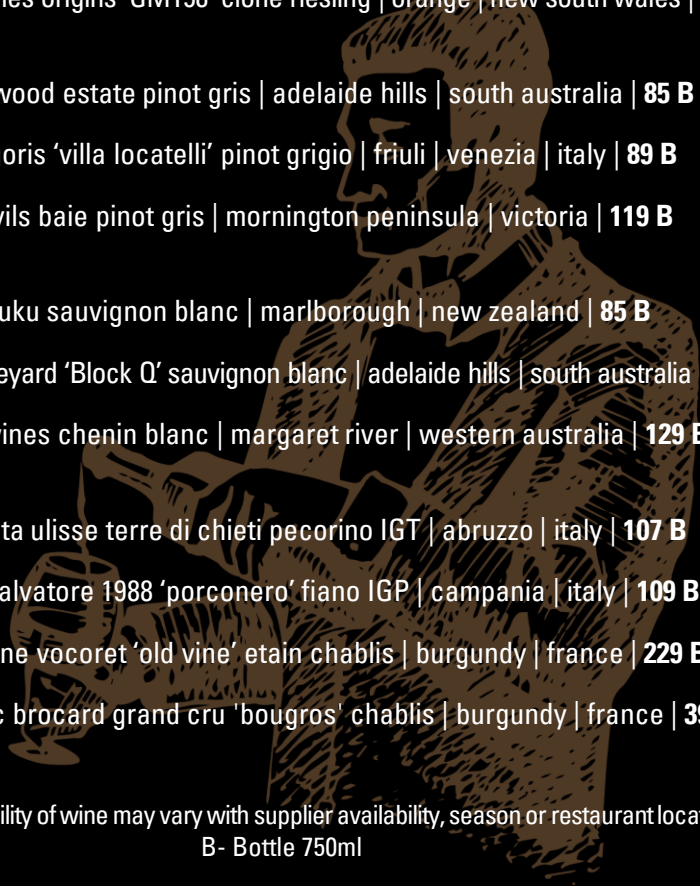 origins 'GM198' clone riesling | orange | new south wales |
wood estate pinot gris | adelaide hills | south australia | 85 B
oris ‘villa locatelli’ pinot grigio | friuli | venezia | italy | 89 B
vils baie pinot gris | mornington peninsula | victoria | 119 B
uku sauvignon blanc | marlborough | new zealand | 85 B
eyard ‘Block Q’ sauvignon blanc | adelaide hills | south australia
vines chenin blanc | margaret river | western australia | 129 B
ta ulisse terre di chieti pecorino IGT | abruzzo | italy | 107 B
alvatore 1988 ‘porconero’ fiano IGP | campania | italy | 109 B
ne vocoret ‘old vine’ etain chablis | burgundy | france | 229 B
c brocard grand cru 'bougros' chablis | burgundy | france |
ility of wine may vary with supplier availability, season or restaurant locat
B- Bottle 750ml